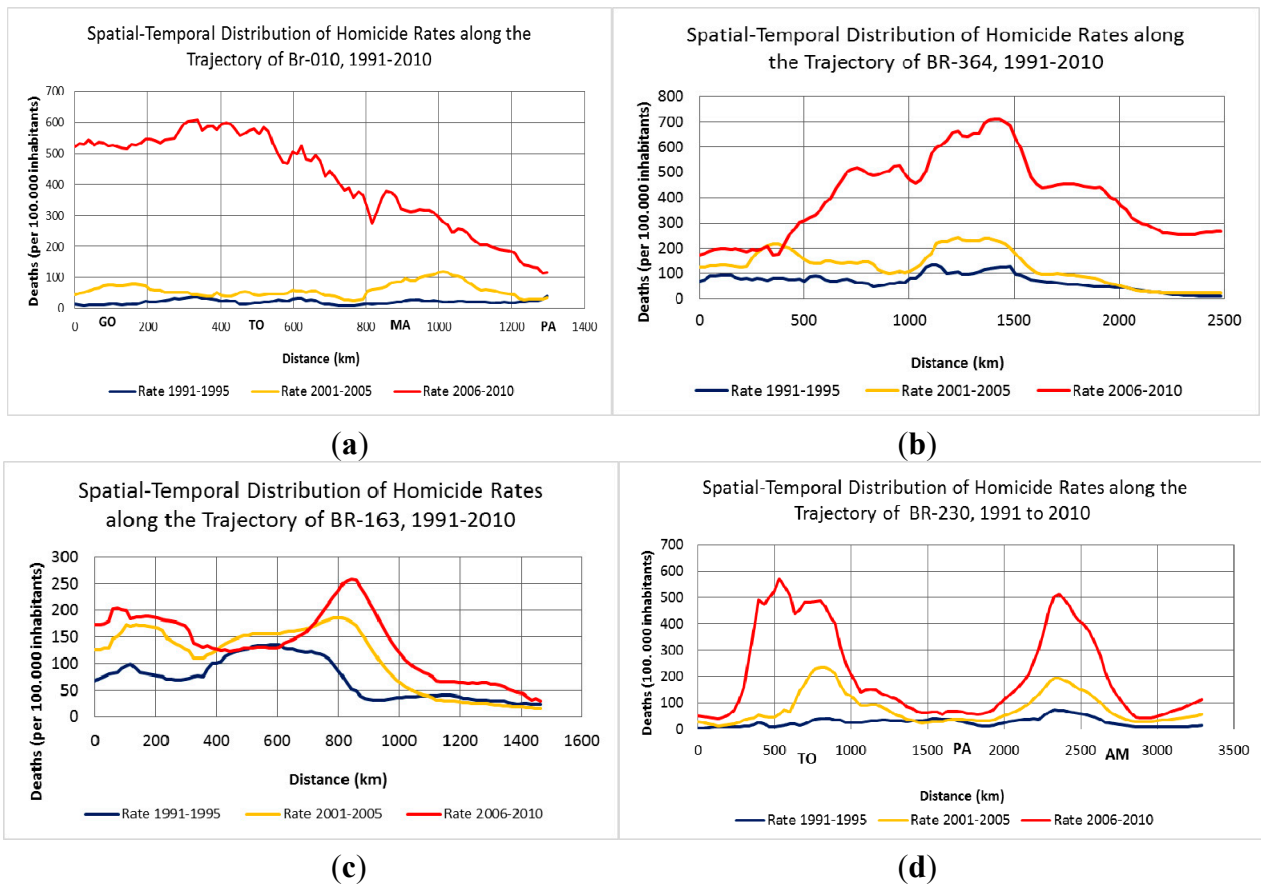 Spatial-Temporal Distribution of Homicide Rates along the
Trajectory of Br-010, 1991-2010
Deaths (per 100.000 inhabitants)
700
600
500
400
300
200
100
0
0 200 400 600 800 1000 1200 1400
GO TO MA PA
Distance (km)
Rate 1991-1995 Rate 2001-2005 Rate 2006-2010
(a)
Spatial-Temporal Distribution of Homicide Rates along
the Trajectory of BR-364, 1991-2010
Deaths (per 100.000 inhabitants)
800
700
600
500
400
300
200
100
0
0 500 1000 1500 2000 2500
Distance (km)
Rate 1991-1995 Rate 2001-2005 Rate 2006-2010
(b)
Spatial-Temporal Distribution of Homicide Rates
along the Trajectory of BR-163, 1991-2010
Deaths (per 100.000 inhabitants)
300
250
200
150
100
50
0
0 200 400 600 800 1000 1200 1400 1600
Distance (km)
Rate 1991-1995 Rate 2001-2005 Rate 2006-2010
(c)
Spatial-Temporal Distribution of Homicide Rates along the
Trajectory of BR-230, 1991 to 2010
Deaths (100. 000 inhabitants)
700
600
500
400
300
200
100
0
0 500 1000 1500 2000 2500 3000 3500
TO PA AM
Distance (km)
Rate 1991-1995 Rate 2001-2005 Rate 2006-2010
(d)